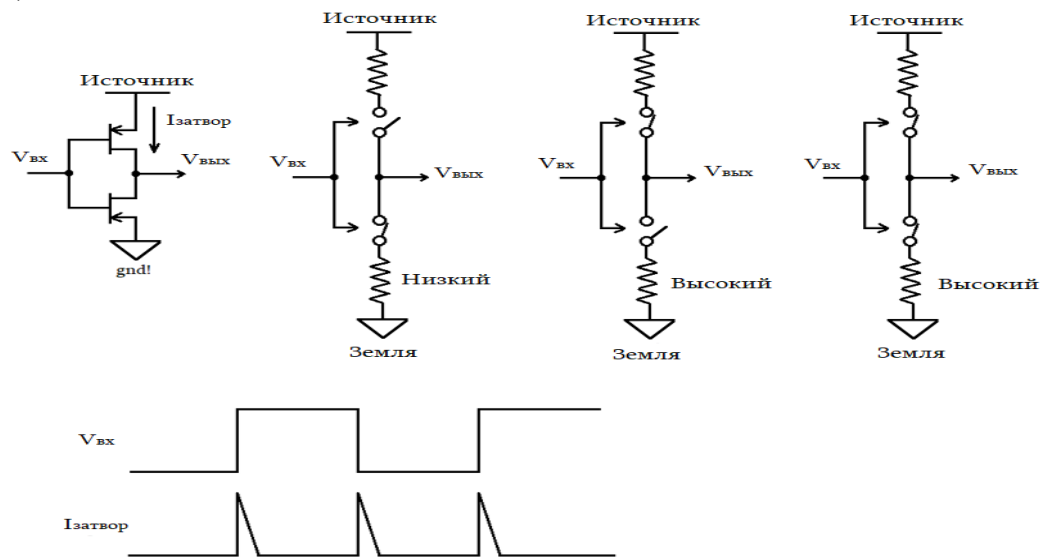 Источник
Iзатвор
Vвх
Vвых
gnd!
Источник
Vвх
Vвых
Низкий
Земля
Источник
Vвх
Vвых
Высокий
Земля
Источник
Vвх
Vвых
Высокий
Земля
Vвх
Iзатвор